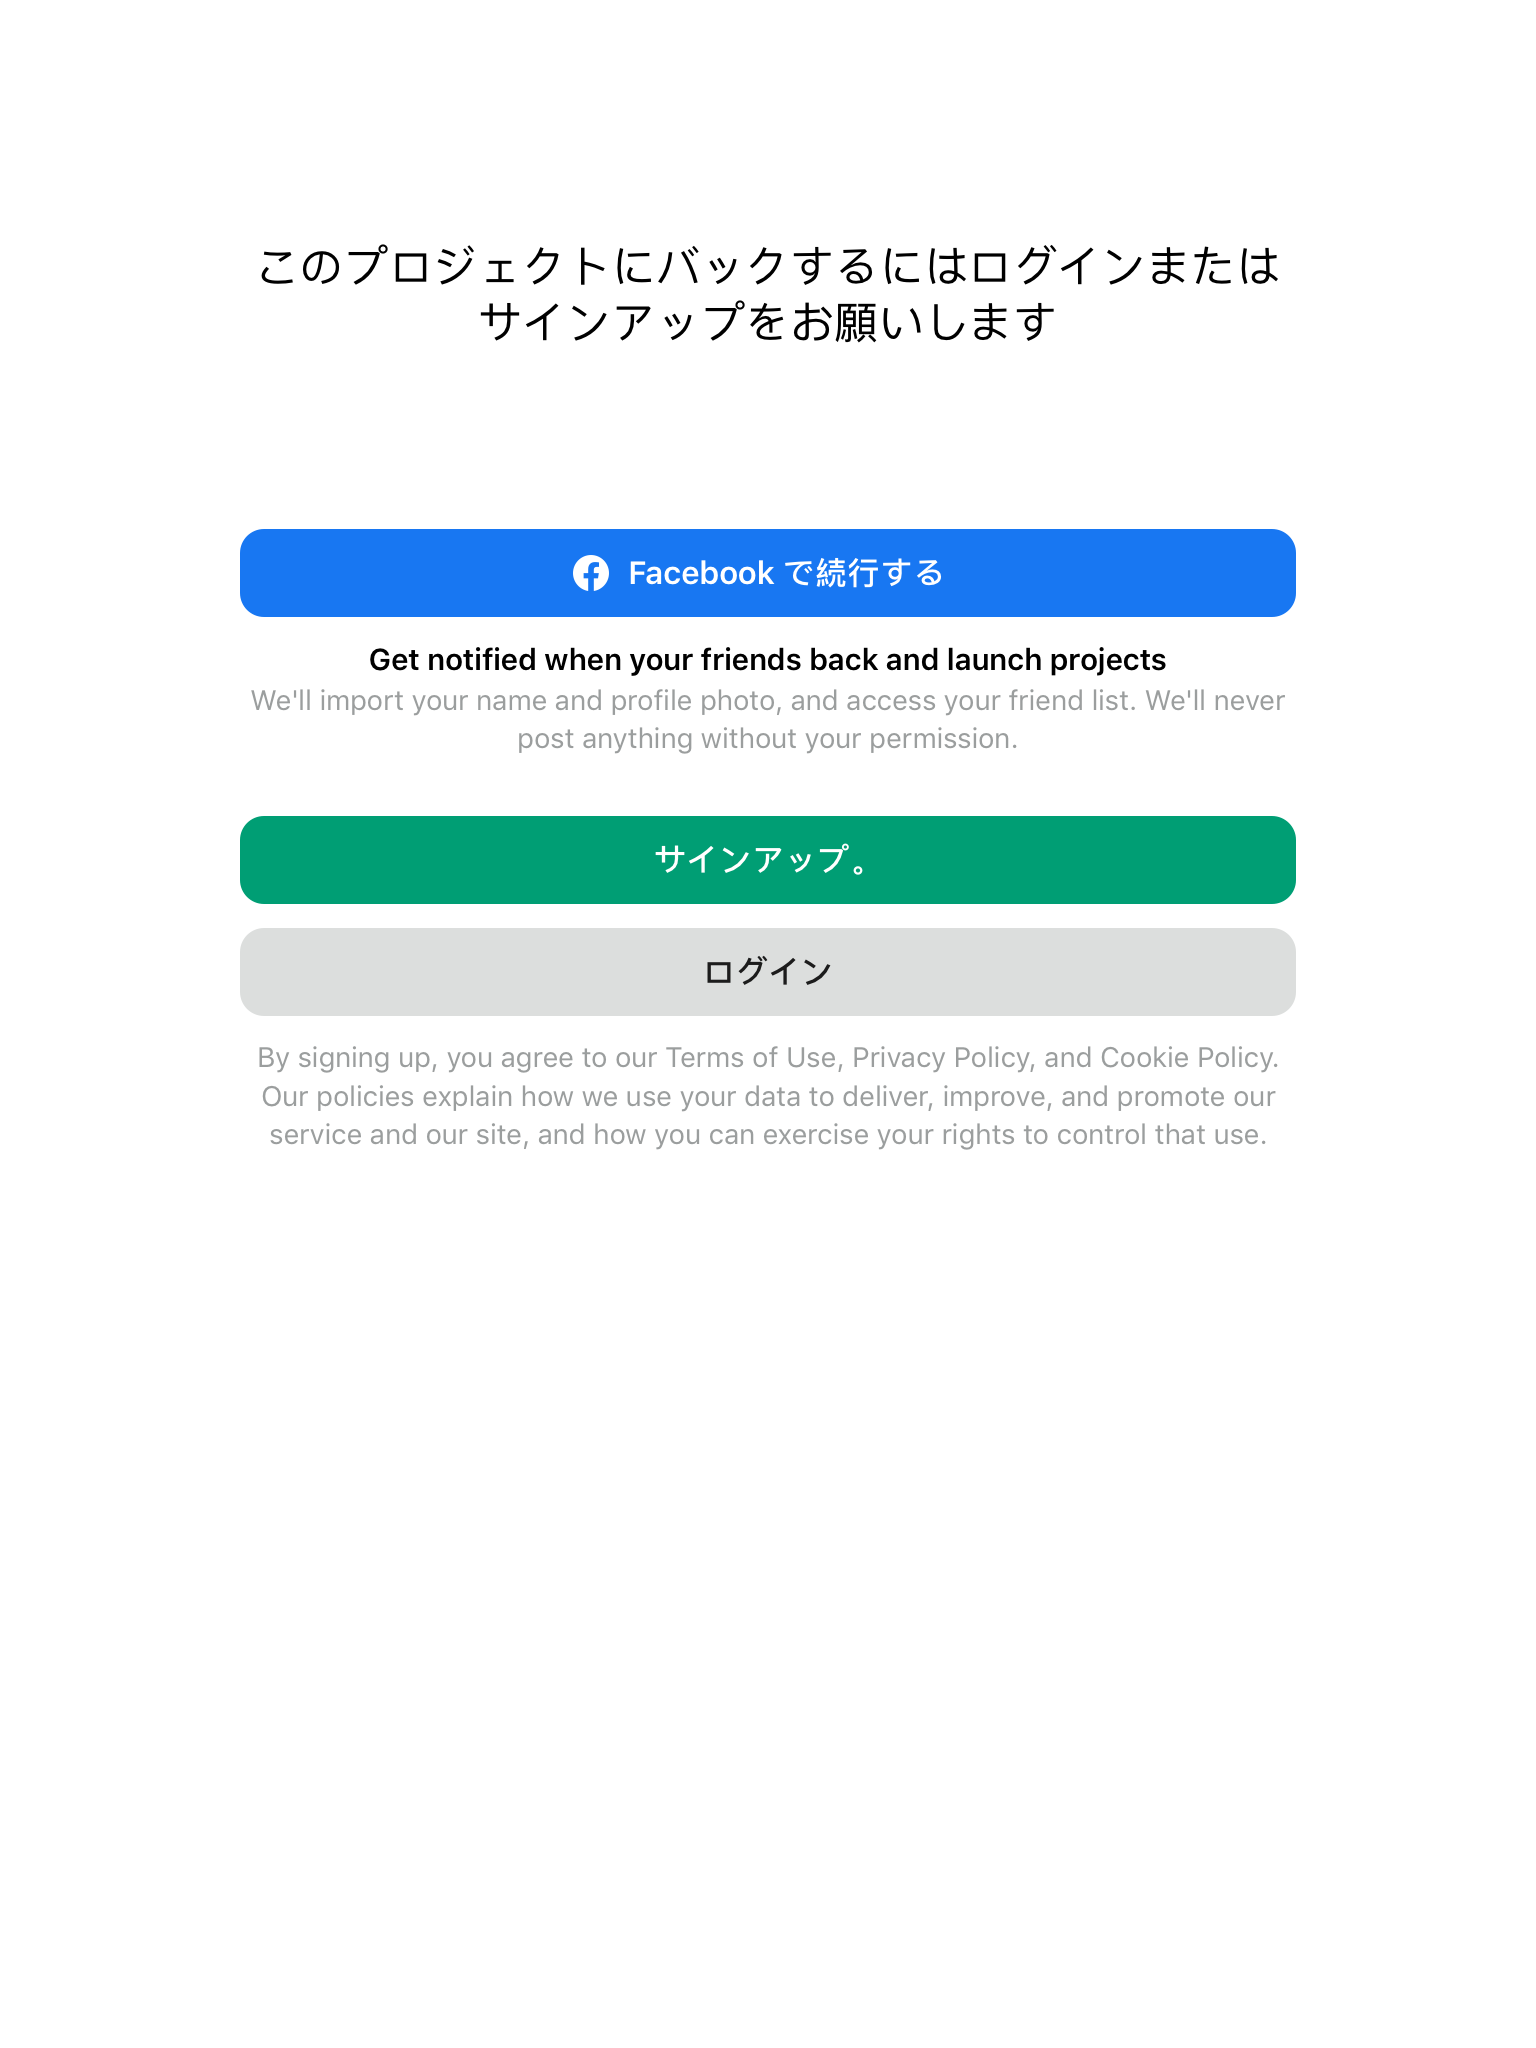 このプロジェクトにバックするにはログインまたは
サインアップをお願いします
Facebook で続行する
Get notified when your friends back and launch projects
We'll import your name and profile photo, and access your friend list. We'll never
post anything without your permission.
サインアップ。
ログイン
By signing up, you agree to our Terms of Use, Privacy Policy, and Cookie Policy.
Our policies explain how we use your data to deliver, improve, and promote our
service and our site, and how you can exercise your rights to control that use.